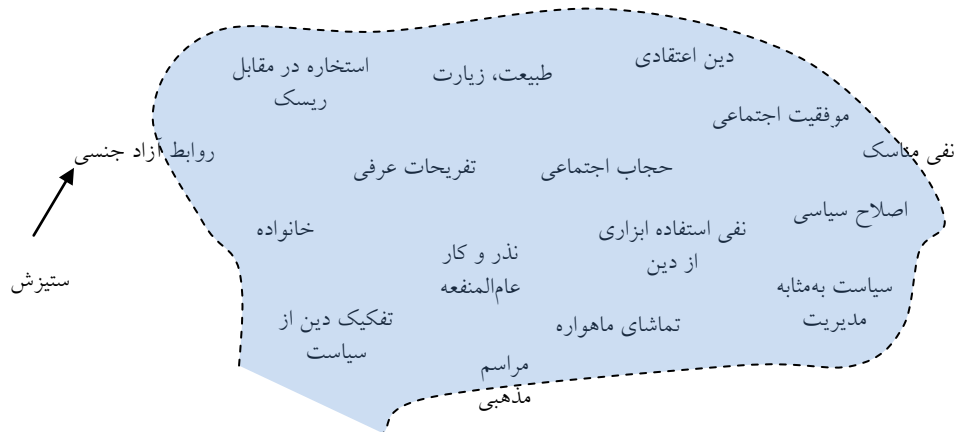 دین اعتقادی
طبیعت، زیارت
استخاره در مقابل
ریسک
موفقیت اجتماعی
نفی مناسک
حجاب اجتماعی
تفریحات عرفی
روابط آزاد جنسی
اصلاح سیاسی
نفی استفاده ابزاری
از دین
خانواده
نذر و کار
عام‌المنفعه
سیاست به‌مثابه
مدیریت
ستیزش
تماشای ماهواره
تفکیک دین از
سیاست
مراسم
مذهبی